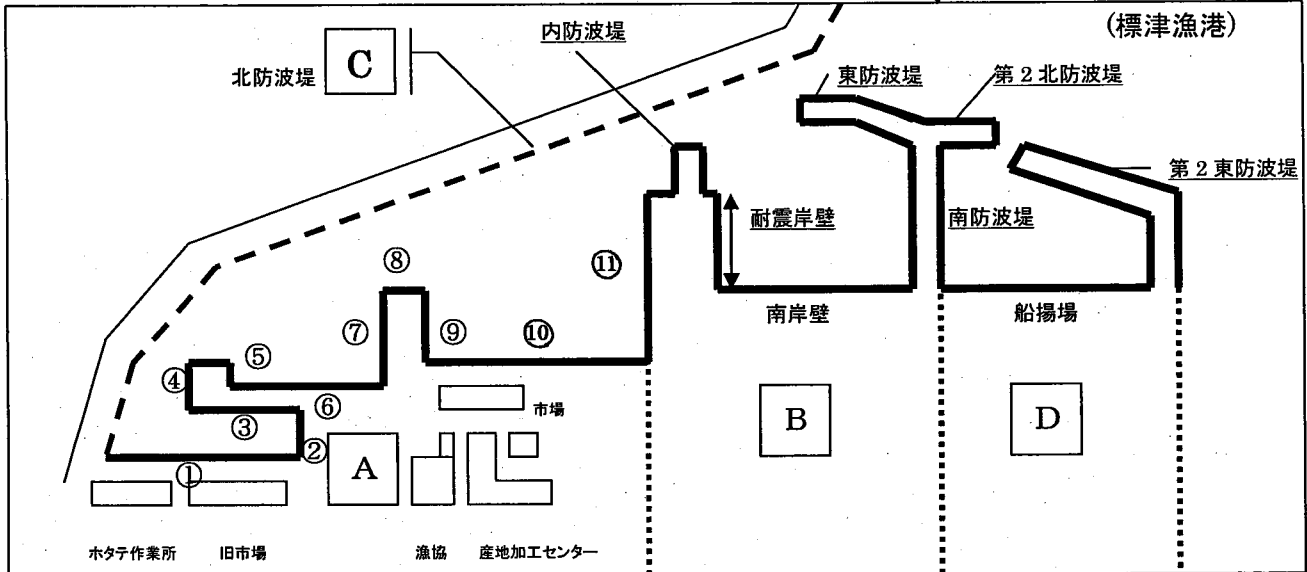 (標津漁港)
内防波堤
北防波堤
C
東防波堤
第2北防波堤
第2東防波堤
耐震岸壁
南防波堤
⑧
⑪
南岸壁
船揚場
⑦
⑨
⑩
⑤
④
⑥
市場
③
B
D
②
A
①
ホタテ作業所
旧市場
漁協
産地加工センター